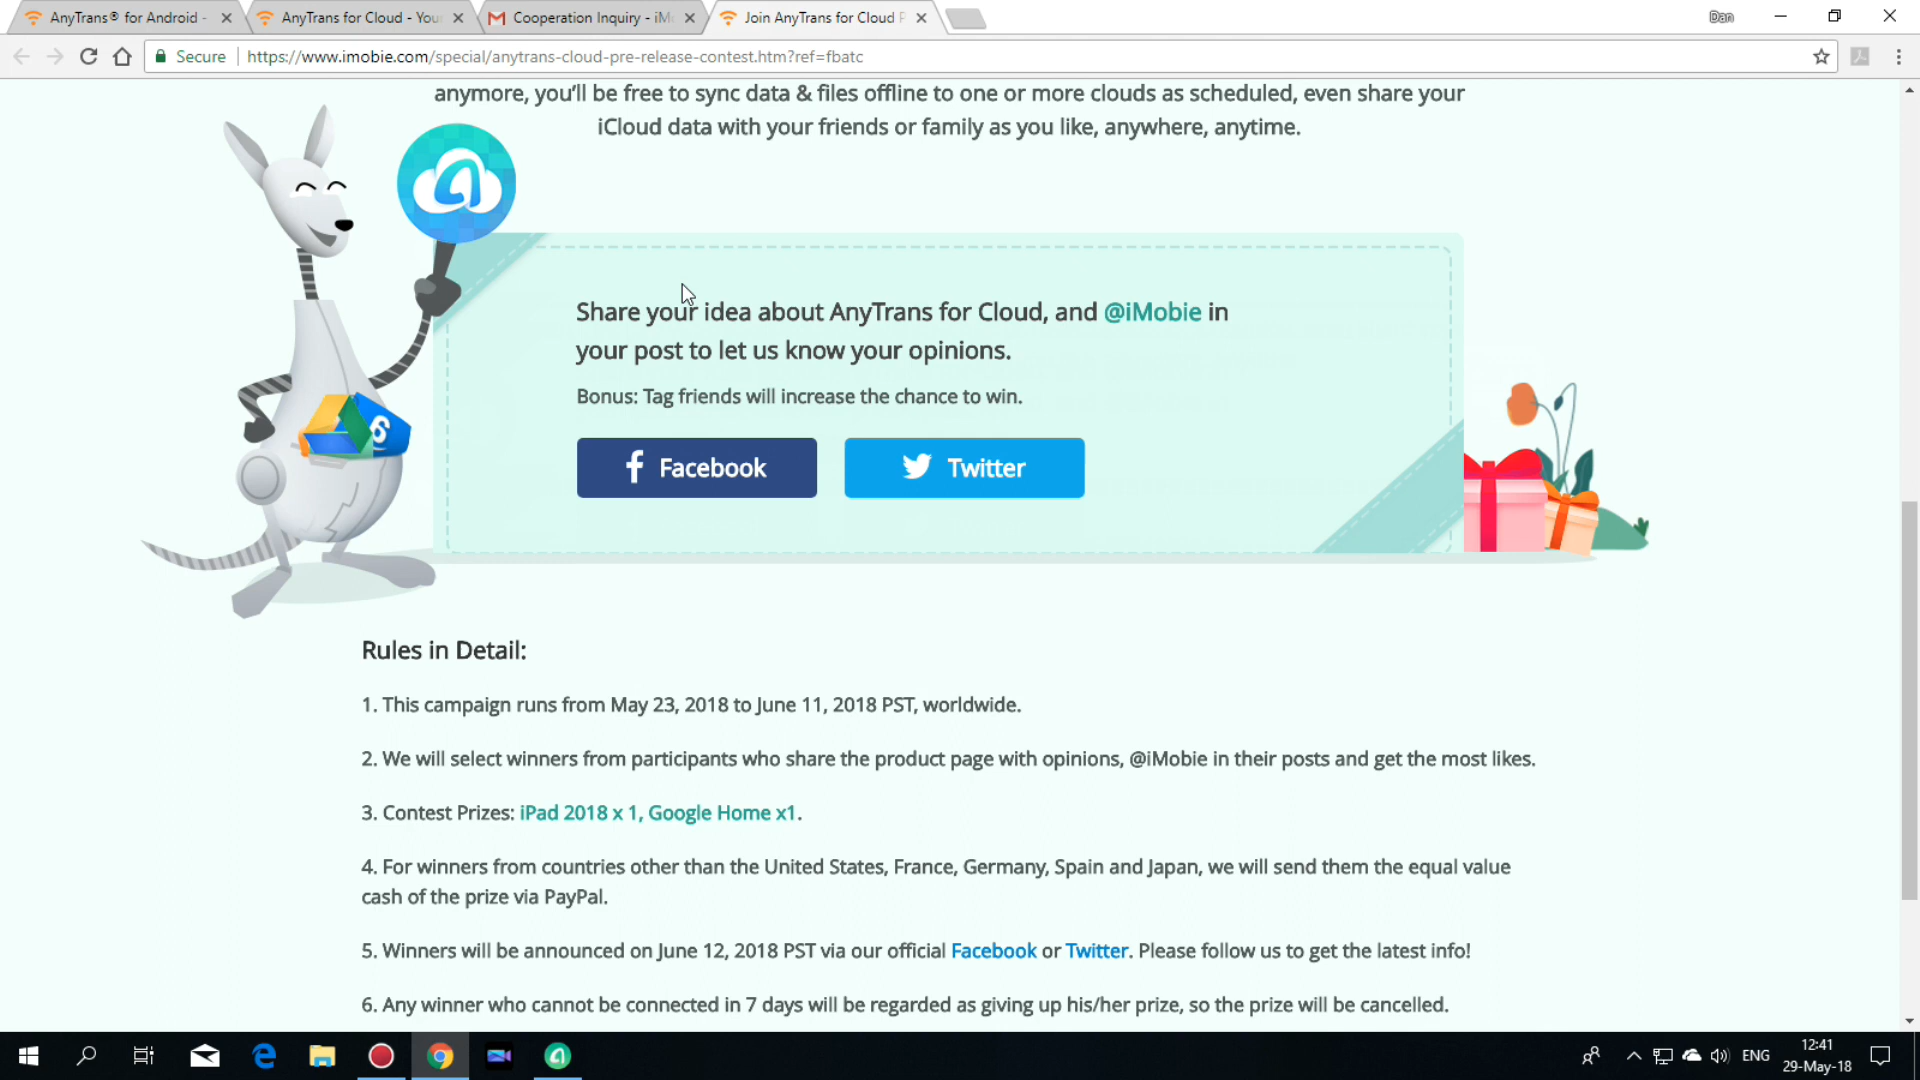 AnyTrans® for Android -
AnyTrans for Cloud - You
Cooperation Inquiry - iM
Join AnyTrans for Cloud P
Dan
Secure
https://www.imobie.com/special/anytrans-cloud-pre-release-contest.htm?ref=fbatc
anymore, you’ll be free to sync data & files offline to one or more clouds as scheduled, even share your
iCloud data with your friends or family as you like, anywhere, anytime.
6
Share your idea about AnyTrans for Cloud, and @iMobie in
your post to let us know your opinions.
Bonus: Tag friends will increase the chance to win.
Facebook
Twitter
Rules in Detail:
1. This campaign runs from May 23, 2018 to June 11, 2018 PST, worldwide.
2. We will select winners from participants who share the product page with opinions, @iMobie in their posts and get the most likes.
3. Contest Prizes: iPad 2018 x 1, Google Home x1.
4. For winners from countries other than the United States, France, Germany, Spain and Japan, we will send them the equal value
cash of the prize via PayPal.
5. Winners will be announced on June 12, 2018 PST via our official Facebook or Twitter. Please follow us to get the latest info!
6. Any winner who cannot be connected in 7 days will be regarded as giving up his/her prize, so the prize will be cancelled.
ENG
12:41
29-May-18